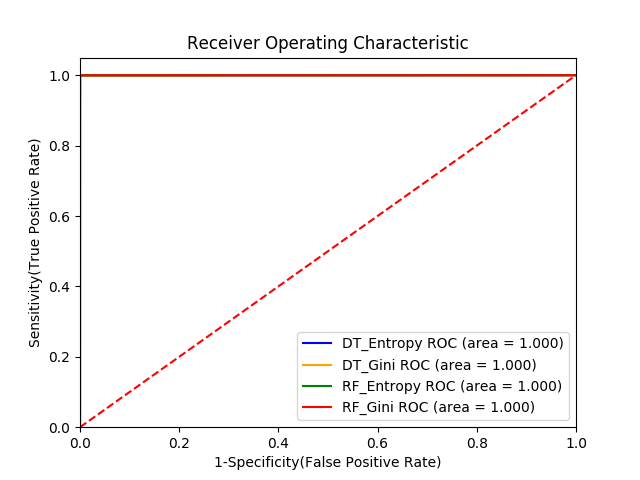 Receiver Operating Characteristic
Sensitivity(True Positive Rate)
1.0
0.8
0.6
0.4
0.2
0.0
DT_Entropy ROC (area = 1.000)
DT_Gini ROC (area = 1.000)
RF_Entropy ROC (area = 1.000)
RF_Gini ROC (area = 1.000)
0.0 0.2 0.4 0.6 0.8 1.0
1-Specificity(False Positive Rate)